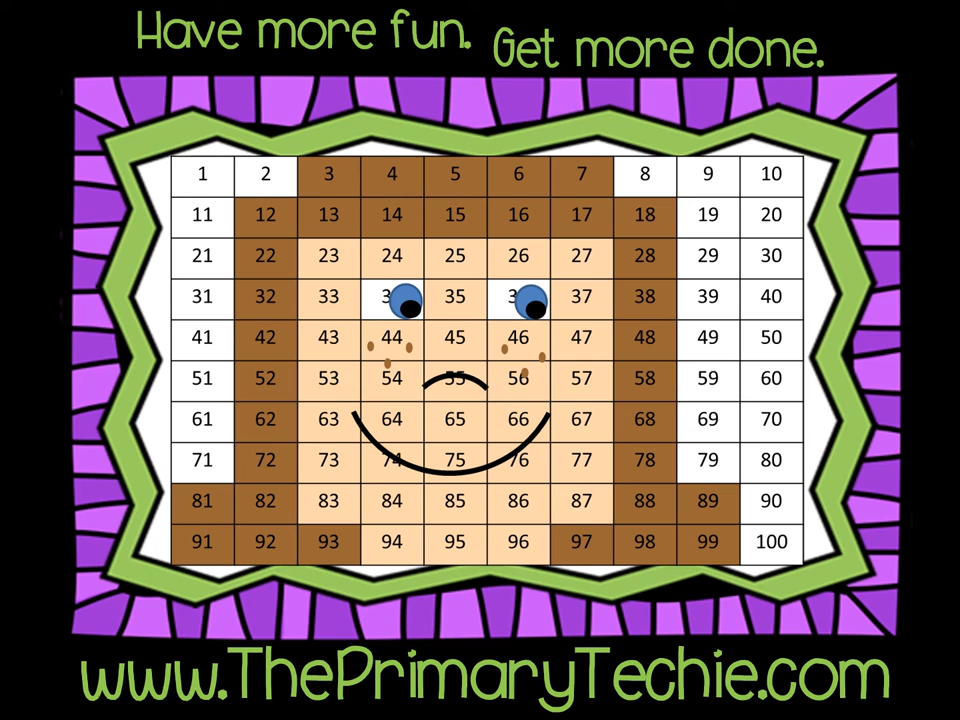 Have more fun. Get more done.
1 2 3 4 5 6 7 8 9 10
11 12 13 14 15 16 17 18 19 20
21 22 23 24 25 26 27 28 29 30
31 32 33 3 35 3 37 38 39 40
41 42 43 44 45 46 47 48 49 50
51 52 53 54 55 56 57 58 59 60
61 62 63 64 65 66 67 68 69 70
71 72 73 74 75 76 77 78 79 80
81 82 83 84 85 86 87 88 89 90
91 92 93 94 95 96 97 98 99 100
www.ThePrimaryTechie.com